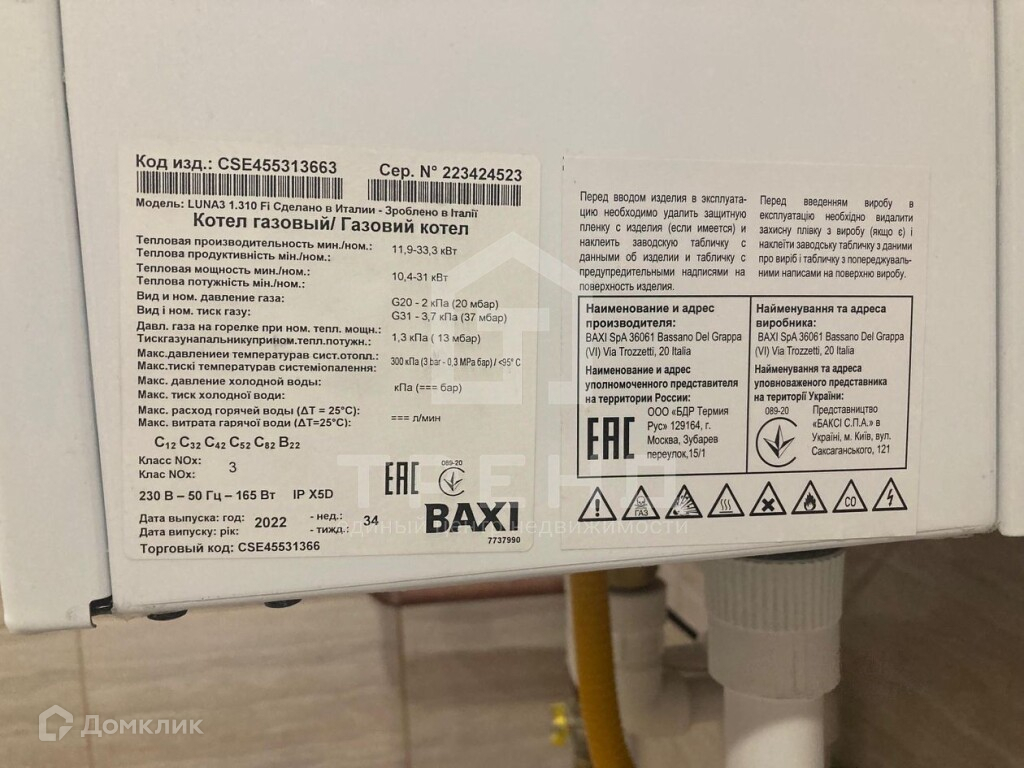 Код изд.: CSE455313663
Сер. N° 223424523
Модель: LUNA3 1.310 Fi Сделано в Италии - Зроблено в Італії
Котел газовый/ Газовий котел
Тепловая производительность мин./ном.:
Теплова продуктивність мін./ном.:
11,9-33,3 кВт
Тепловая мощность мин./ном.:
Теплова потужність мін./ном.:
10,4-31 кВт
Вид и ном. давление газа:
G20 - 2 кПа (20 мбар)
Вид і ном. тиск газу:
G31 - 3,7 кПа (37 мбар)
Давл. газа на горелке при ном. тепл. мощн.:
Тискгазунапальникуприном.тепл.потужн.:
1,3 кПа ( 13 мбар)
Макс.давлениеи температурав сист.отопл.:
Макс.тискі температурав системіопалення:
300 кПа (3 bar - 0,3 МПа бар) / <95° C
Макс. давление холодной воды:
Макс. тиск холодної води:
кПа (=== бар)
Макс. расход горячей воды (ΔT = 25°C):
Макс. витрата гарячої води (ΔT=25°C):
=== л/мин
C12 C32 C42 C52 C82 B22
Класс NOx:
Клас NOx:
3
EAC
089-20
230 В – 50 Гц – 165 Вт IP X5D
Дата выпуска: год:
Дата випуску: рік:
2022
- нед.:
- тижд.:
34
BAXI
7737990
Торговый код: CSE45531366
Перед вводом изделия в эксплуата-
цию необходимо удалить защитную
пленку с изделия (если имеется) и
наклеить заводскую табличку с
данными об изделии и табличку с
предупредительными надписями на
поверхность изделия.
Перед введенням виробу в
експлуатацію необхідно видалити
захисну плівку з виробу (якщо є) і
наклеїти заводську табличку з даними
про виріб і табличку з попереджуваль-
ними написами на поверхню виробу.
Наименование и адрес
производителя:
BAXI SpA 36061 Bassano Del Grappa
(VI) Via Trozzetti, 20 Italia
Наименование и адрес
уполномоченного представителя
на территории России:
EAC
ООО «БДР Термия
Рус» 129164, г.
Москва, Зубарев
переулок,15/1
Найменування та адреса
виробника:
BAXI SpA 36061 Bassano Del Grappa
(VI) Via Trozzetti, 20 Italia
Найменування та адреса
уповноваженого представника
на території України:
089-20
Представництво
«БАКСІ С.П.А.» в
Україні, м. Київ, вул.
Саксаганського, 121
GAS
CO
ТРЕНД
единый центр недвижимости
Домклик